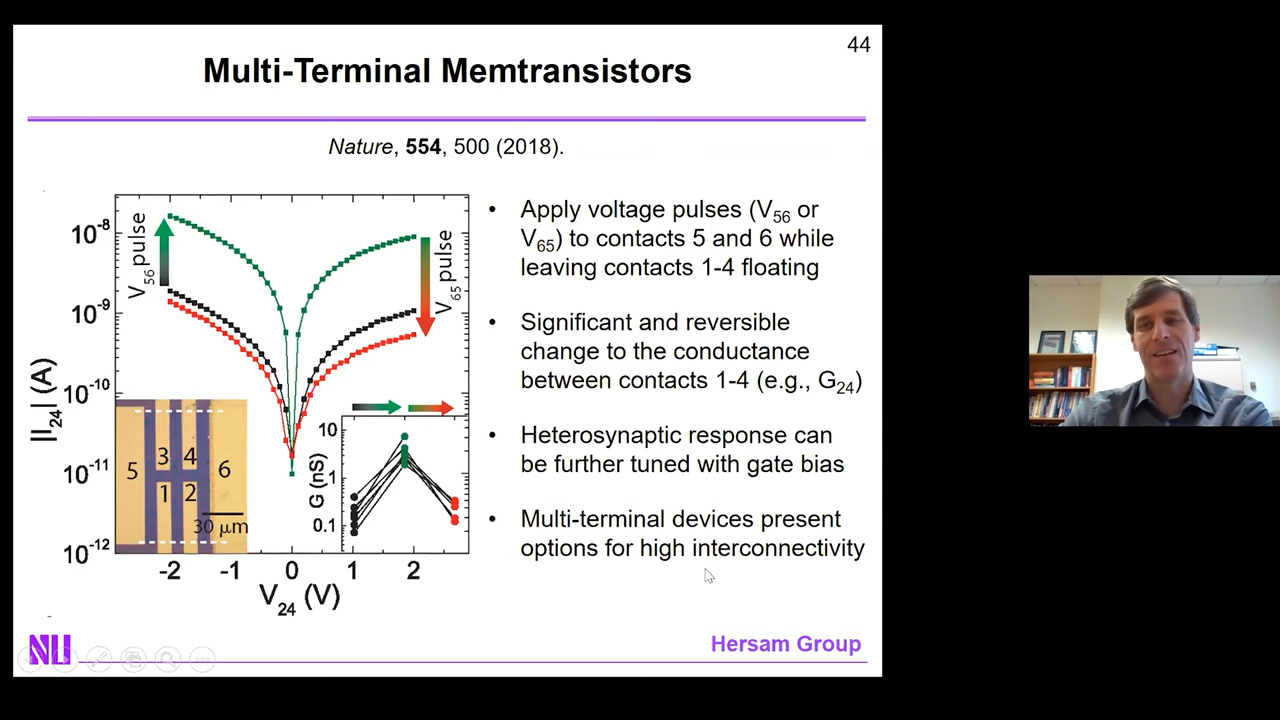 44
Multi-Terminal Memtransistors
Nature, 554, 500 (2018).
|I24| (A)
10-8
10-9
10-10
10-11
10-12
V56 pulse
V65 pulse
5
3 4
6
1 2
30 μm
G (nS)
10
1
0.1
-2 -1 0 1 2
V24 (V)
• Apply voltage pulses (V56 or
V65) to contacts 5 and 6 while
leaving contacts 1-4 floating
• Significant and reversible
change to the conductance
between contacts 1-4 (e.g., G24)
• Heterosynaptic response can
be further tuned with gate bias
• Multi-terminal devices present
options for high interconnectivity
NU
Hersam Group